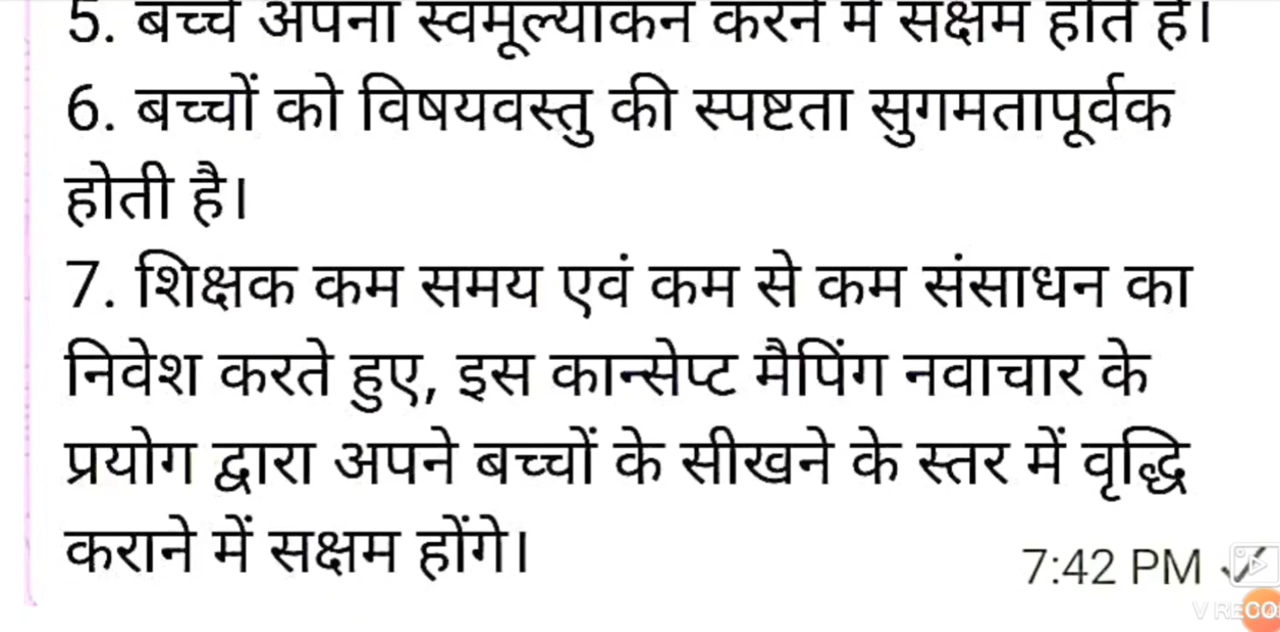 5. बच्चे अपना स्वमूल्यांकन करने में सक्षम होते हैं।
6. बच्चों को विषयवस्तु की स्पष्टता सुगमतापूर्वक
होती है।
7. शिक्षक कम समय एवं कम से कम संसाधन का
निवेश करते हुए, इस कान्सेप्ट मैपिंग नवाचार के
प्रयोग द्वारा अपने बच्चों के सीखने के स्तर में वृद्धि
कराने में सक्षम होंगे।
7:42 PM
V RECO